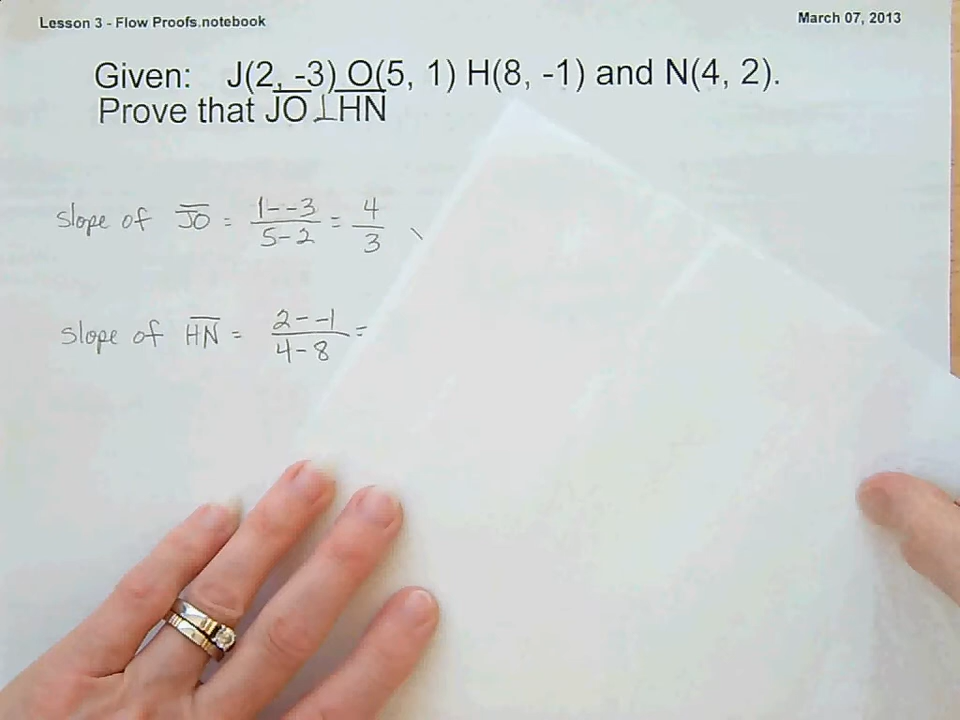 Lesson 3 - Flow Proofs.notebook
March 07, 2013
Given: J(2, -3) O(5, 1) H(8, -1) and N(4, 2).
Prove that JO ⊥ HN
slope of JO = 1--3 / 5-2 = 4/3
slope of HN = 2--1 / 4-8 =